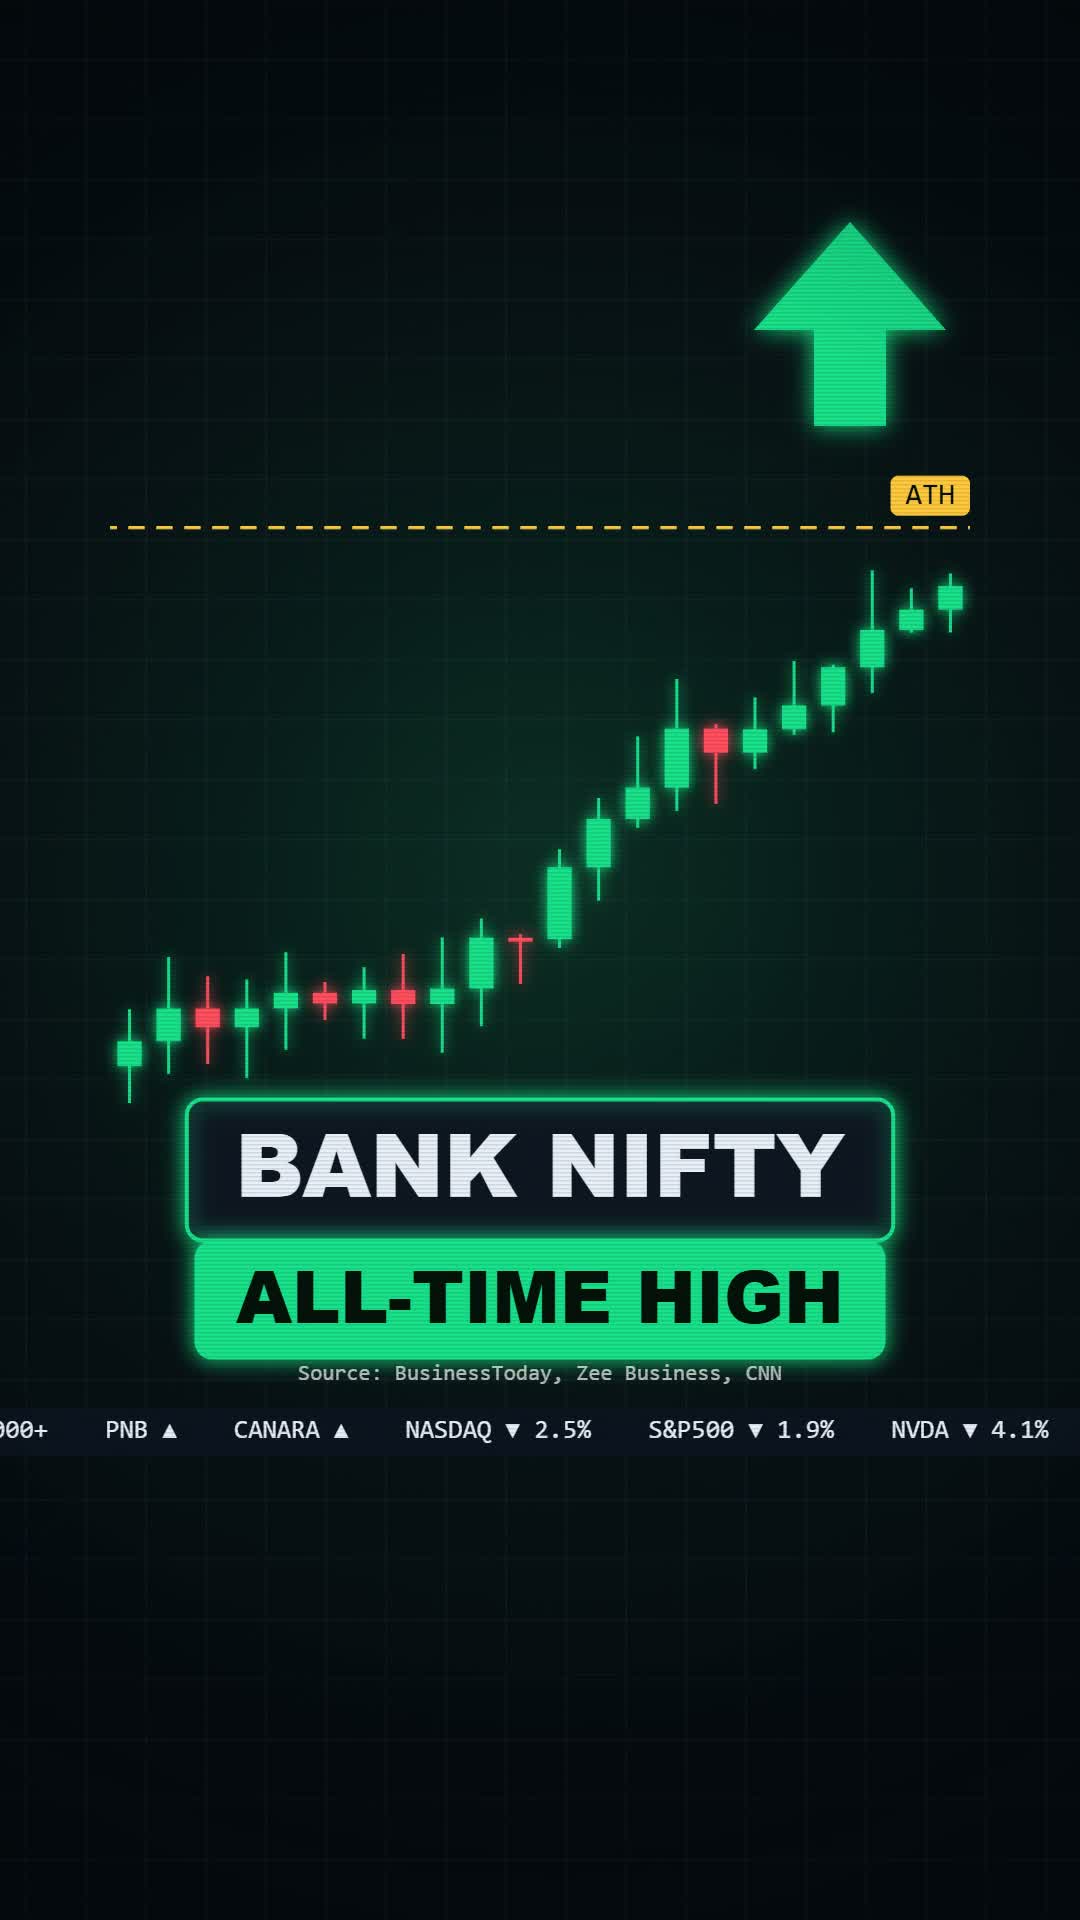 ATH
BANK NIFTY
ALL-TIME HIGH
Source: BusinessToday, Zee Business, CNN
000+ PNB ▲ CANARA ▲ NASDAQ ▼ 2.5% S&P500 ▼ 1.9% NVDA ▼ 4.1%